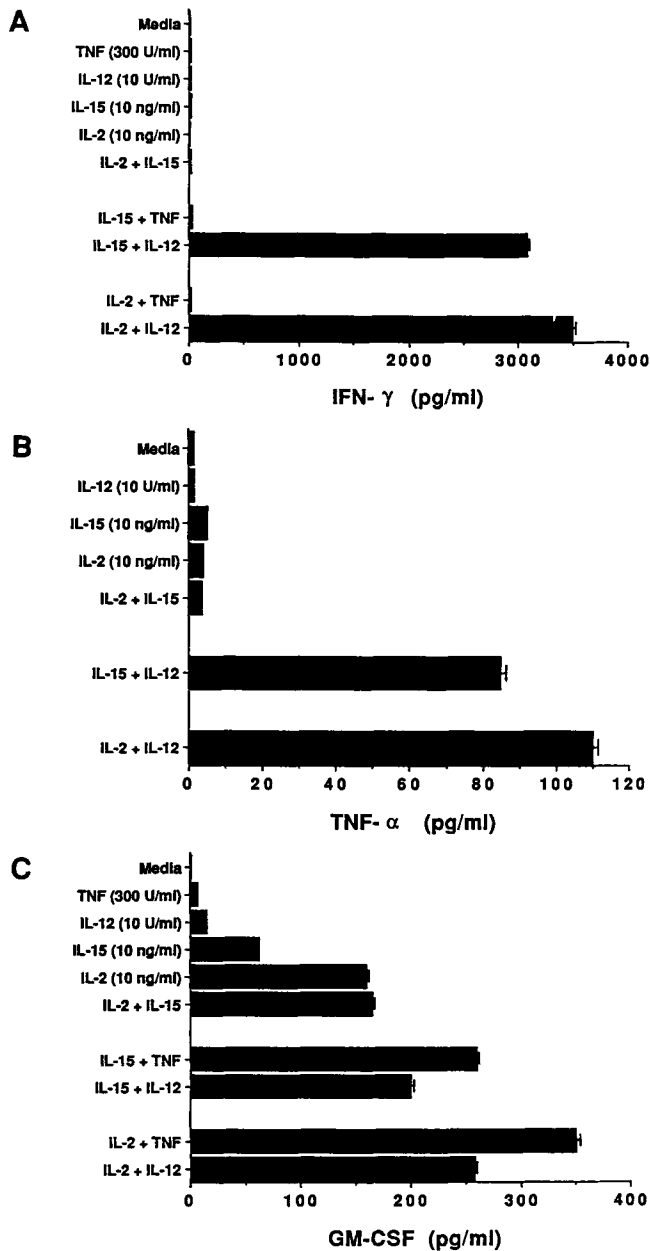 A
Media
TNF (300 U/ml)
IL-12 (10 U/ml)
IL-15 (10 ng/ml)
IL-2 (10 ng/ml)
IL-2 + IL-15
IL-15 + TNF
IL-15 + IL-12
IL-2 + TNF
IL-2 + IL-12
0 1000 2000 3000 4000
IFN- γ (pg/ml)
B
Media
IL-12 (10 U/ml)
IL-15 (10 ng/ml)
IL-2 (10 ng/ml)
IL-2 + IL-15
IL-15 + IL-12
IL-2 + IL-12
0 20 40 60 80 100 120
TNF- α (pg/ml)
C
Media
TNF (300 U/ml)
IL-12 (10 U/ml)
IL-15 (10 ng/ml)
IL-2 (10 ng/ml)
IL-2 + IL-15
IL-15 + TNF
IL-15 + IL-12
IL-2 + TNF
IL-2 + IL-12
0 100 200 300 400
GM-CSF (pg/ml)